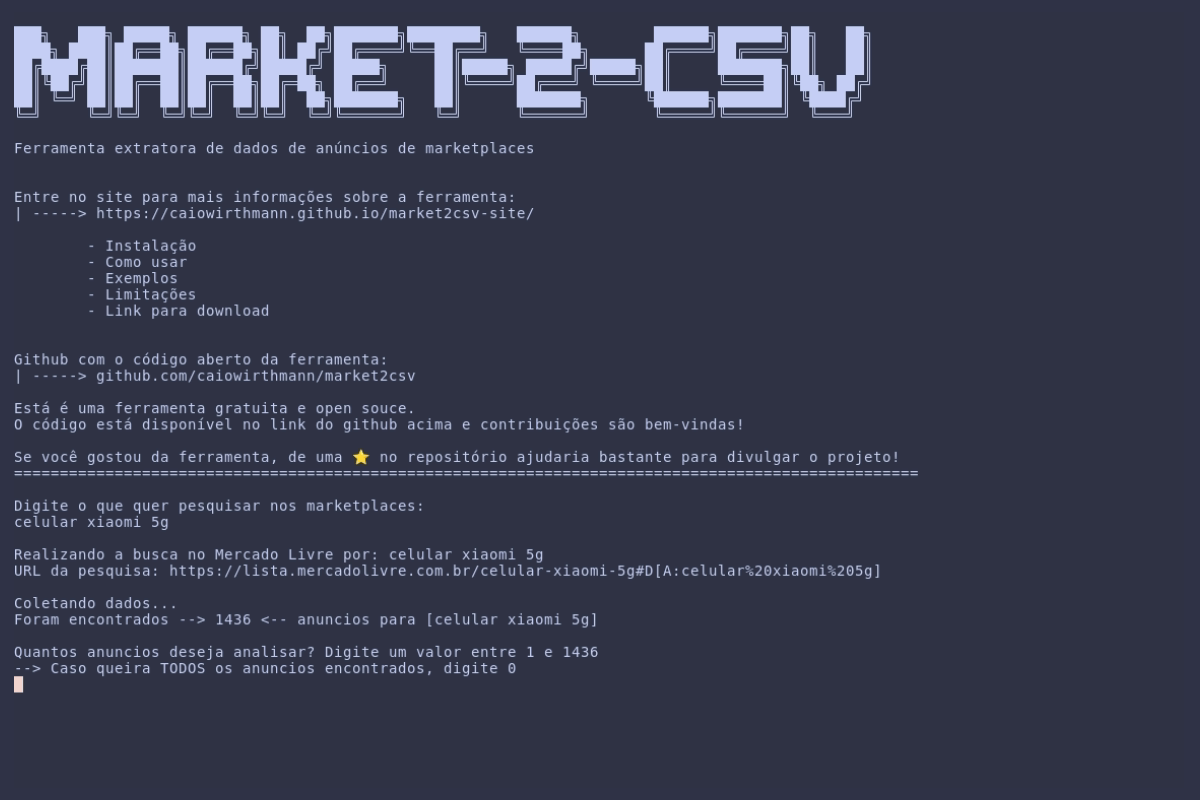 MARKET-2-CSV
Ferramenta extratora de dados de anúncios de marketplaces
Entre no site para mais informações sobre a ferramenta:
| -----> https://caiowirthmann.github.io/market2csv-site/
- Instalação
- Como usar
- Exemplos
- Limitações
- Link para download
Github com o código aberto da ferramenta:
| -----> github.com/caiowirthmann/market2csv
Está é uma ferramenta gratuita e open souce.
O código está disponível no link do github acima e contribuições são bem-vindas!
Se você gostou da ferramenta, de uma ⭐ no repositório ajudaria bastante para divulgar o projeto!
===================================================================================================
Digite o que quer pesquisar nos marketplaces:
celular xiaomi 5g
Realizando a busca no Mercado Livre por: celular xiaomi 5g
URL da pesquisa: https://lista.mercadolivre.com.br/celular-xiaomi-5g#D[A:celular%20xiaomi%205g]
Coletando dados...
Foram encontrados --> 1436 <-- anuncios para [celular xiaomi 5g]
Quantos anuncios deseja analisar? Digite um valor entre 1 e 1436
--> Caso queira TODOS os anuncios encontrados, digite 0